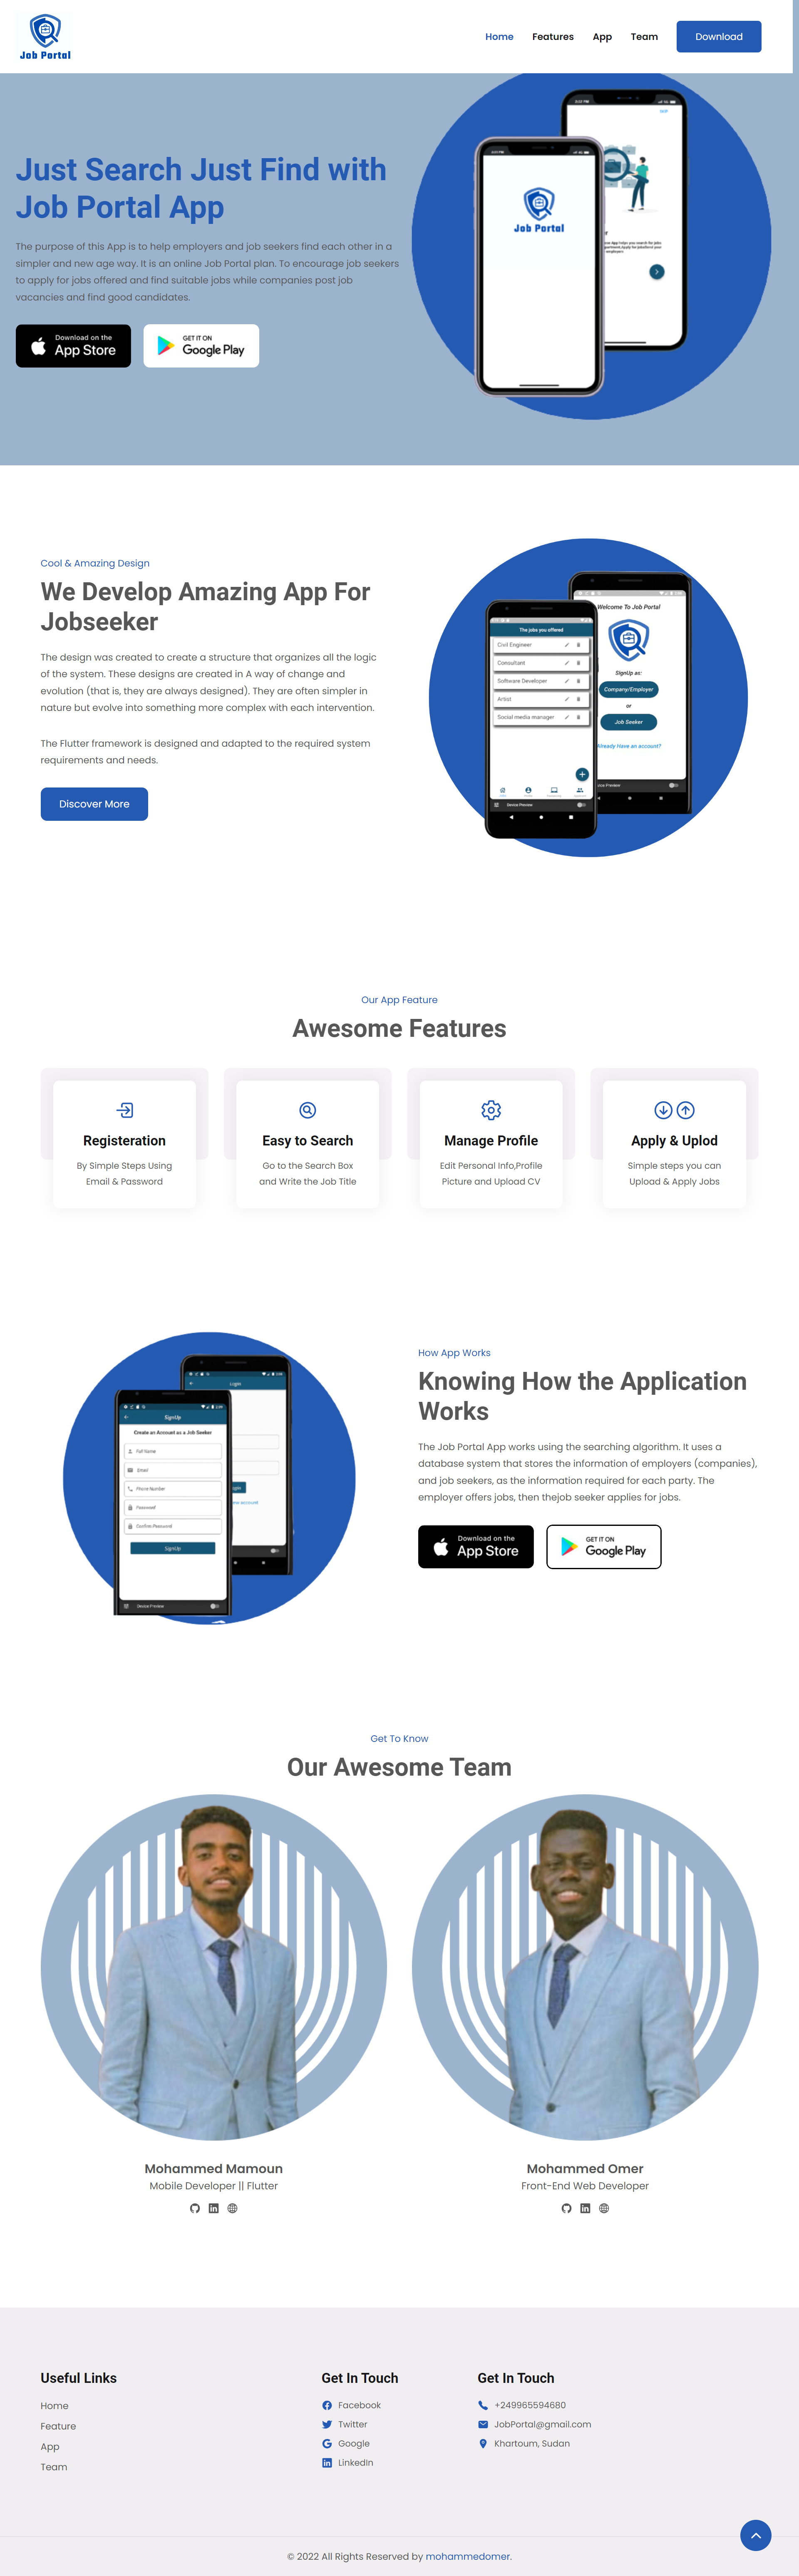 Job Portal
Home Features App Team Download
Just Search Just Find with
Job Portal App
The purpose of this App is to help employers and job seekers find each other in a
simpler and new age way. It is an online Job Portal plan. To encourage job seekers
to apply for jobs offered and find suitable jobs while companies post job
vacancies and find good candidates.
Download on the
App Store
GET IT ON
Google Play
Job Portal
SKIP
Cool & Amazing Design
We Develop Amazing App For
Jobseeker
The design was created to create a structure that organizes all the logic
of the system. These designs are created in A way of change and
evolution (that is, they are always designed). They are often simpler in
nature but evolve into something more complex with each intervention.
The Flutter framework is designed and adapted to the required system
requirements and needs.
Discover More
The jobs you offered
Civil Engineer
Consultant
Software Developer
Artist
Social media manager
Device Preview
Welcome To Job Portal
SignUp as:
Company/Employer
or
Job Seeker
Already Have an account?
Our App Feature
Awesome Features
Registeration
By Simple Steps Using
Email & Password
Easy to Search
Go to the Search Box
and Write the Job Title
Manage Profile
Edit Personal Info,Profile
Picture and Upload CV
Apply & Uplod
Simple steps you can
Upload & Apply Jobs
Login
SignUp
Create an Account as a Job Seeker
Full Name
Email
Phone Number
Password
Confirm Password
SignUp
Device Preview
How App Works
Knowing How the Application
Works
The Job Portal App works using the searching algorithm. It uses a
database system that stores the information of employers (companies),
and job seekers, as the information required for each party. The
employer offers jobs, then thejob seeker applies for jobs.
Download on the
App Store
GET IT ON
Google Play
Get To Know
Our Awesome Team
Mohammed Mamoun
Mobile Developer || Flutter
Mohammed Omer
Front-End Web Developer
Useful Links
Home
Feature
App
Team
Get In Touch
Facebook
Twitter
Google
LinkedIn
Get In Touch
+249965594680
JobPortal@gmail.com
Khartoum, Sudan
© 2022 All Rights Reserved by mohammedomer.